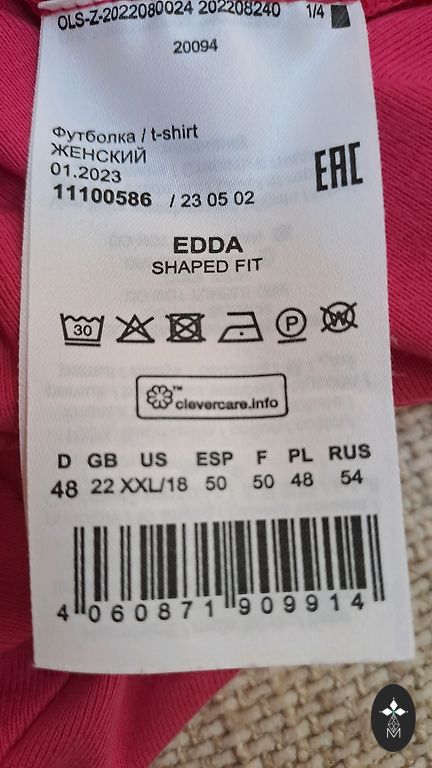 OLS-Z-2022080024 202208240 1/4
20094
Футболка / t-shirt
ЖЕНСКИЙ
01.2023
11100586 / 23 05 02
EAC
EDDA
SHAPED FIT
30 P W
™
clevercare.info
D GB US ESP F PL RUS
48 22 XXL/18 50 50 48 54
4 060871 909914
M